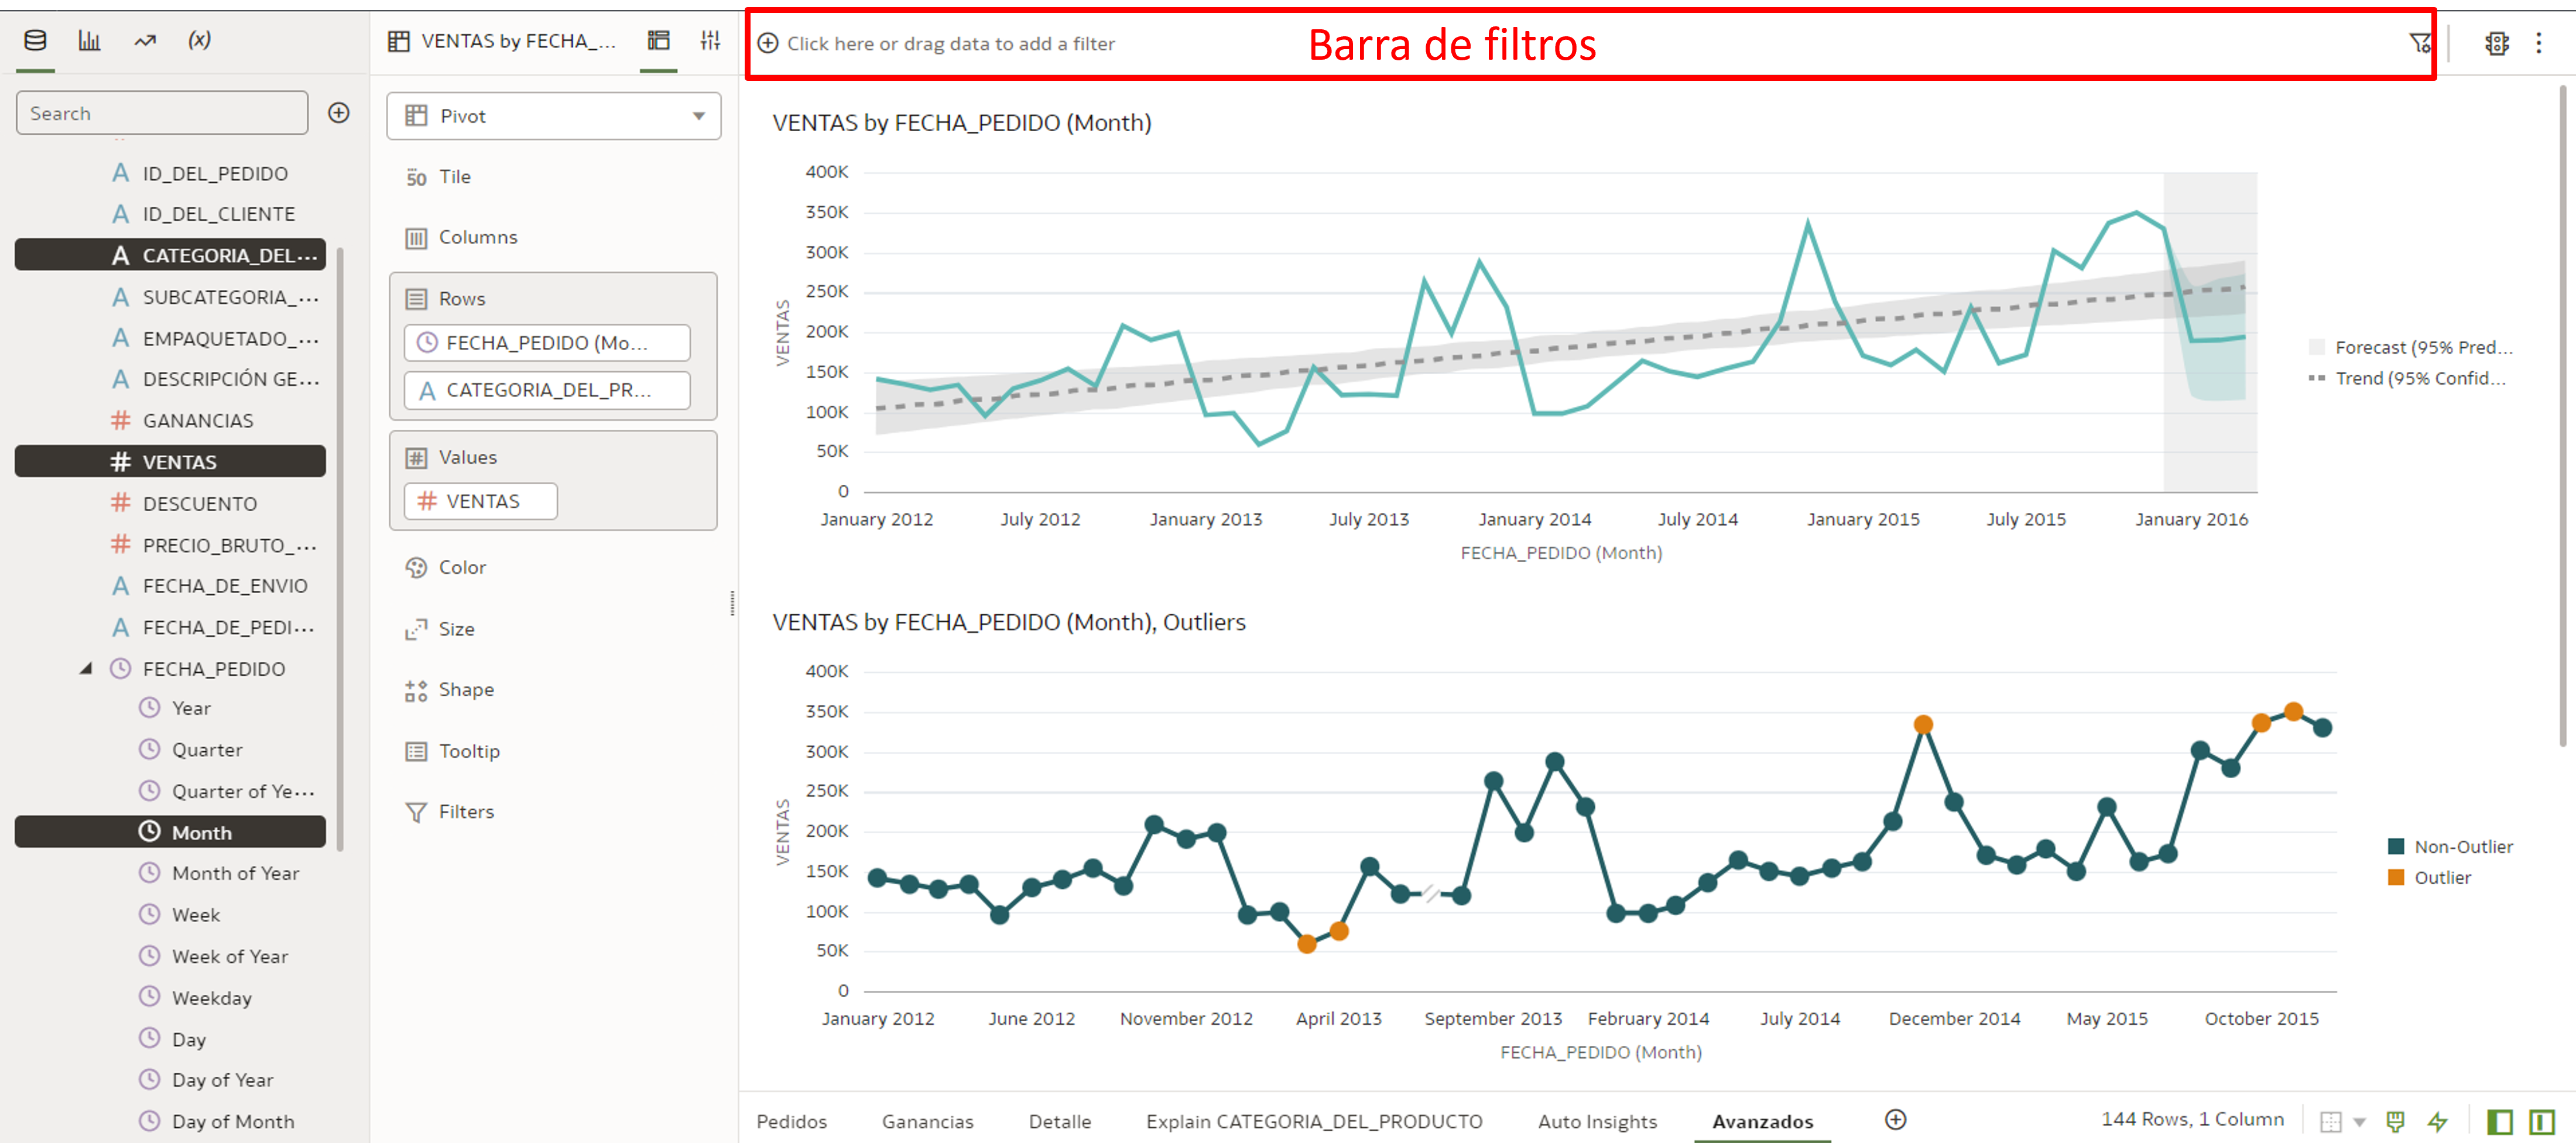 (x)
Search
ID_DEL_PEDIDO
ID_DEL_CLIENTE
CATEGORIA_DEL...
SUBCATEGORIA_...
EMPAQUETADO_...
DESCRIPCIÓN GE...
GANANCIAS
VENTAS
DESCUENTO
PRECIO_BRUTO_...
FECHA_DE_ENVIO
FECHA_DE_PEDI...
FECHA_PEDIDO
Year
Quarter
Quarter of Ye...
Month
Month of Year
Week
Week of Year
Weekday
Day
Day of Year
Day of Month
VENTAS by FECHA_...
Pivot
Tile
Columns
Rows
FECHA_PEDIDO (Mo...
CATEGORIA_DEL_PR...
Values
VENTAS
Color
Size
Shape
Tooltip
Filters
Click here or drag data to add a filter
Barra de filtros
VENTAS by FECHA_PEDIDO (Month)
400K
350K
300K
250K
200K
150K
100K
50K
0
VENTAS
January 2012 July 2012 January 2013 July 2013 January 2014 July 2014 January 2015 July 2015 January 2016
FECHA_PEDIDO (Month)
Forecast (95% Pred...
Trend (95% Confid...
VENTAS by FECHA_PEDIDO (Month), Outliers
400K
350K
300K
250K
200K
150K
100K
50K
0
VENTAS
January 2012 June 2012 November 2012 April 2013 September 2013 February 2014 July 2014 December 2014 May 2015 October 2015
FECHA_PEDIDO (Month)
Non-Outlier
Outlier
Pedidos Ganancias Detalle Explain CATEGORIA_DEL_PRODUCTO Auto Insights Avanzados
144 Rows, 1 Column